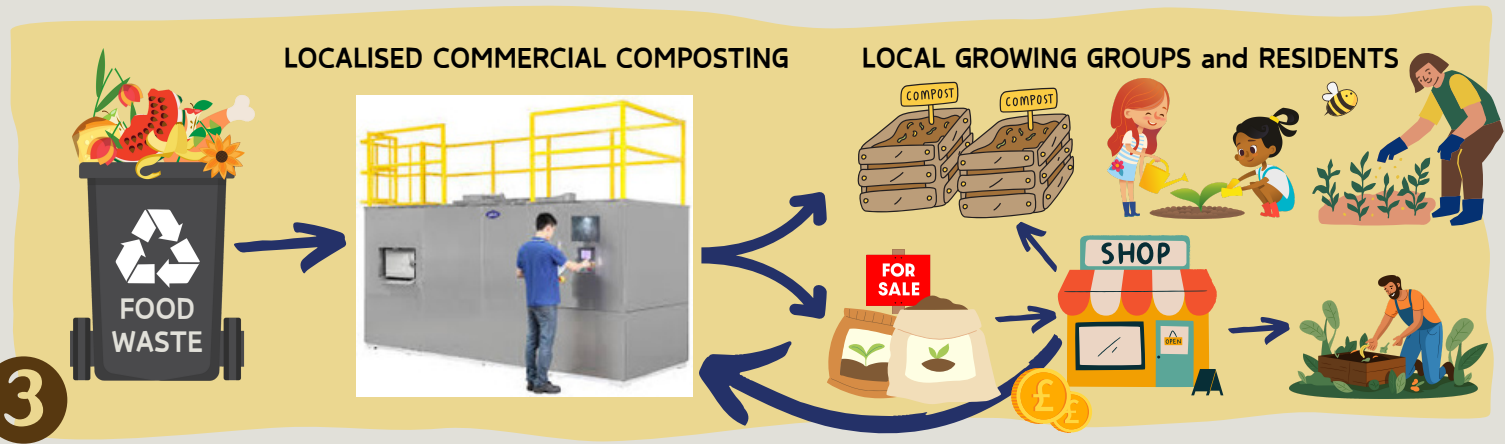 LOCALISED COMMERCIAL COMPOSTING
LOCAL GROWING GROUPS and RESIDENTS
COMPOST
COMPOST
FOOD
WASTE
SHOP
FOR
SALE
OPEN
£
£
3